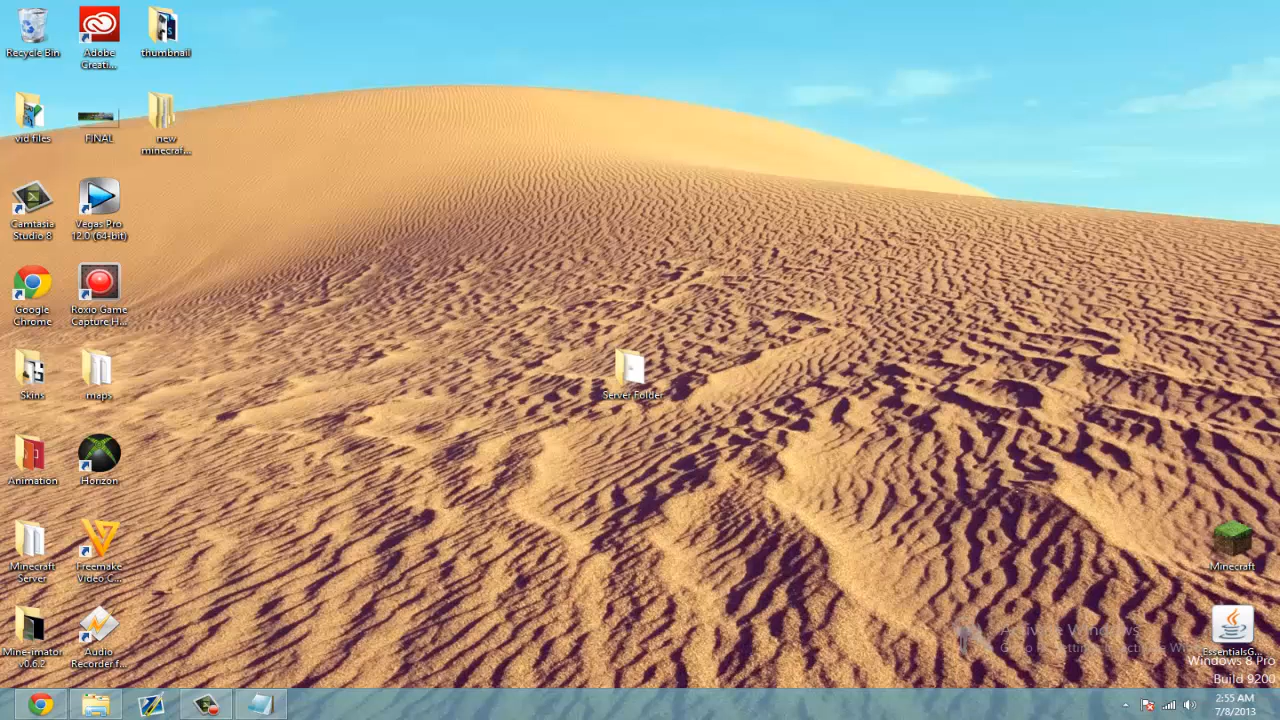 Recycle Bin
Adobe
Creati...
thumbnail
vid files
FINAL
new
minecraf...
Camtasia
Studio 8
Vegas Pro
12.0 (64-bit)
Google
Chrome
Roxio Game
Capture H...
Skins
maps
Server Folder
Animation
Horizon
Minecraft
Server
Freemake
Video C...
Minecraft
Mine-imator
v0.6.2
Audio
Recorder f...
Activate Windows
Go to PC settings to activate
EssentialsG...
Windows 8 Pro
Build 9200
2:55 AM
7/8/2013